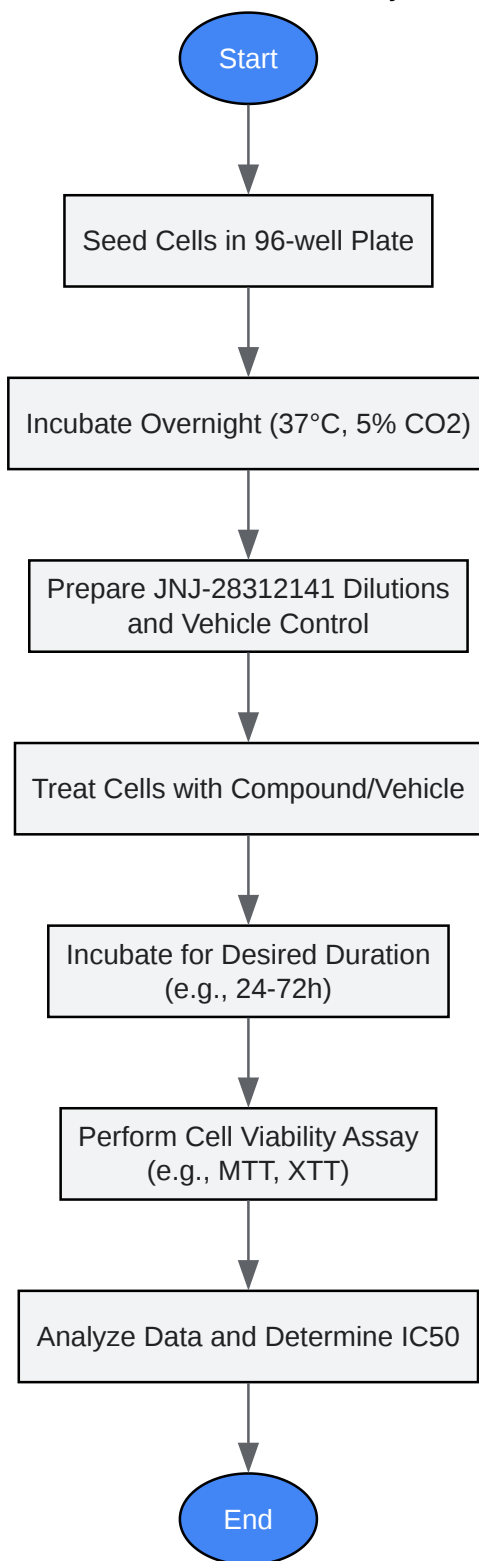 Start
Seed Cells in 96-well Plate
Incubate Overnight (37°C, 5% CO2)
Prepare JNJ-28312141 Dilutions
and Vehicle Control
Treat Cells with Compound/Vehicle
Incubate for Desired Duration
(e.g., 24-72h)
Perform Cell Viability Assay
(e.g., MTT, XTT)
Analyze Data and Determine IC50
End